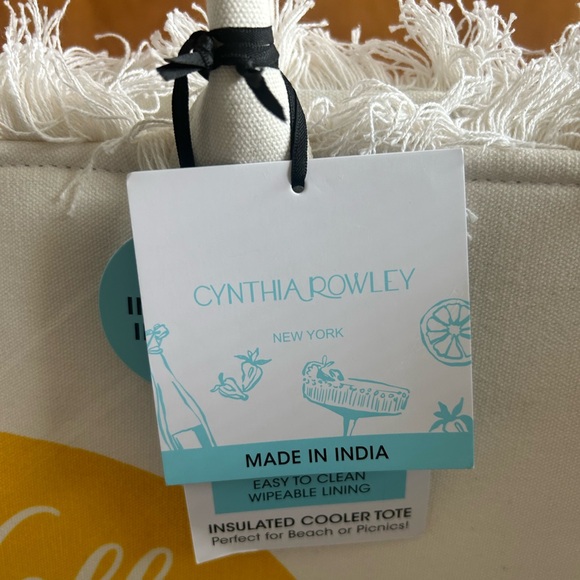 CYNTHIA ROWLEY
NEW YORK
MADE IN INDIA
EASY TO CLEAN
WIPEABLE LINING
INSULATED COOLER TOTE
Perfect for Beach or Picnics!